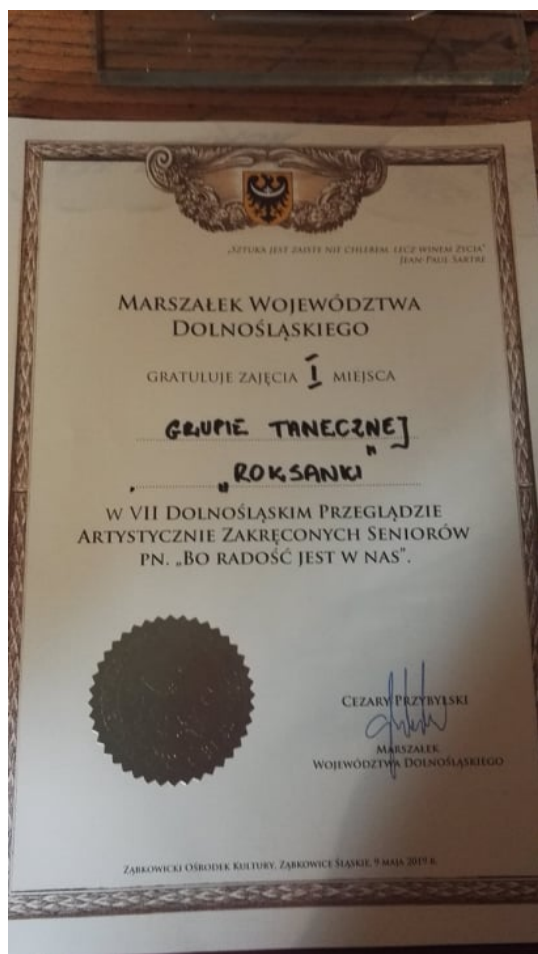 „SZTUKA JEST ZAISTE NIE CHLEBEM, LECZ WINEM ŻYCIA"
JEAN-PAUL SARTRE
MARSZAŁEK WOJEWÓDZTWA
DOLNOŚLĄSKIEGO
GRATULUJE ZAJĘCIA I MIEJSCA
GRUPIE TANECZNEJ
„ROKSANKI"
W VII DOLNOŚLĄSKIM PRZEGLĄDZIE
ARTYSTYCZNIE ZAKRĘCONYCH SENIORÓW
PN. „BO RADOŚĆ JEST W NAS".
CEZARY PRZYBYLSKI
MARSZAŁEK
WOJEWÓDZTWA DOLNOŚLĄSKIEGO
ZĄBKOWICKI OŚRODEK KULTURY, ZĄBKOWICE ŚLĄSKIE, 9 MAJA 2019 R.